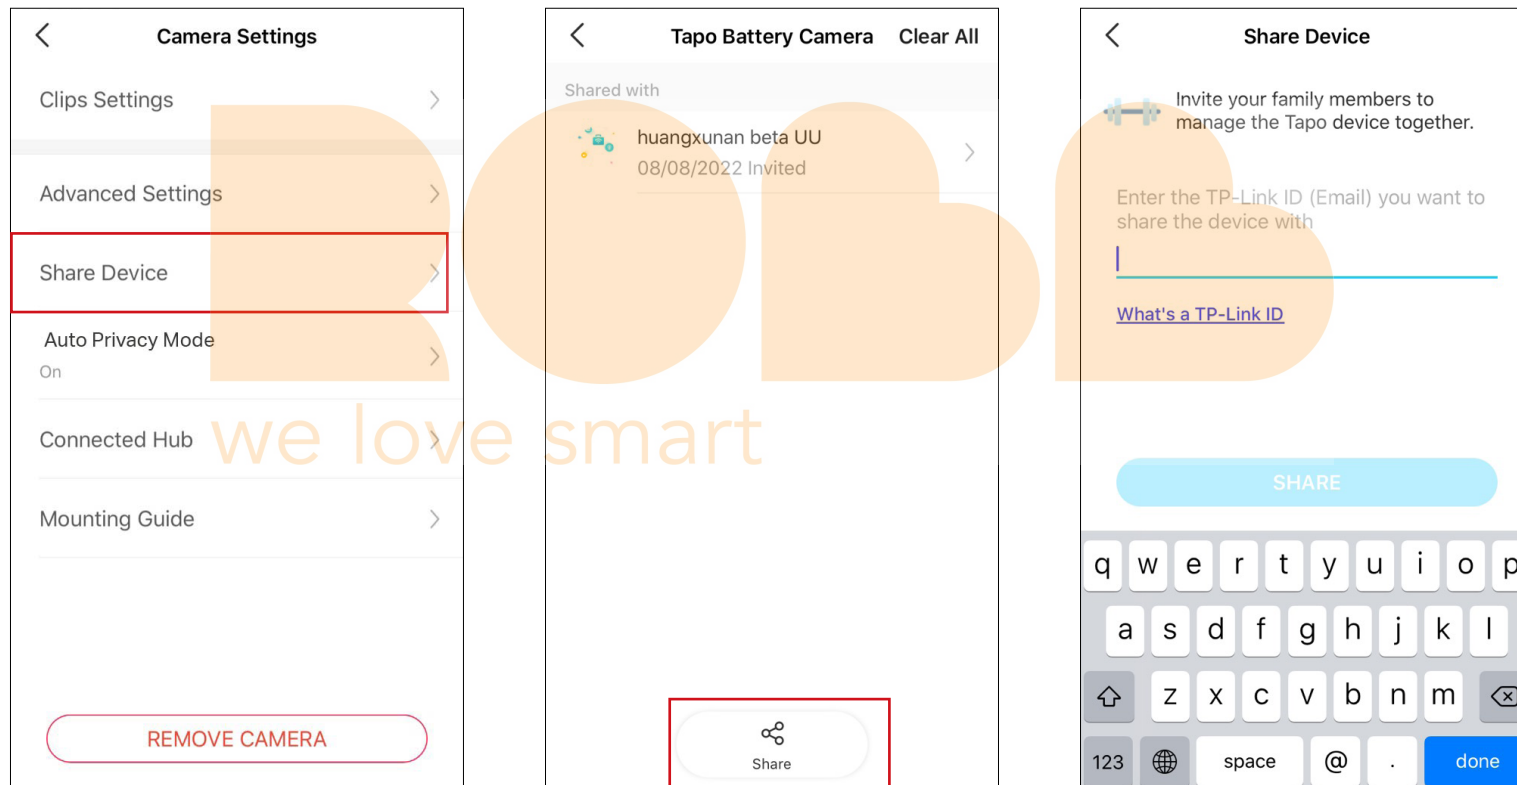 Camera Settings
Clips Settings
Advanced Settings
Share Device
Auto Privacy Mode
On
Connected Hub
Mounting Guide
REMOVE CAMERA
Tapo Battery Camera Clear All
Shared with
huangxunan beta UU
08/08/2022 Invited
Share
Share Device
Invite your family members to
manage the Tapo device together.
Enter the TP-Link ID (Email) you want to
share the device with
What's a TP-Link ID
SHARE
q w e r t y u i o p
a s d f g h j k l
z x c v b n m
123 space @ . done
we love smart